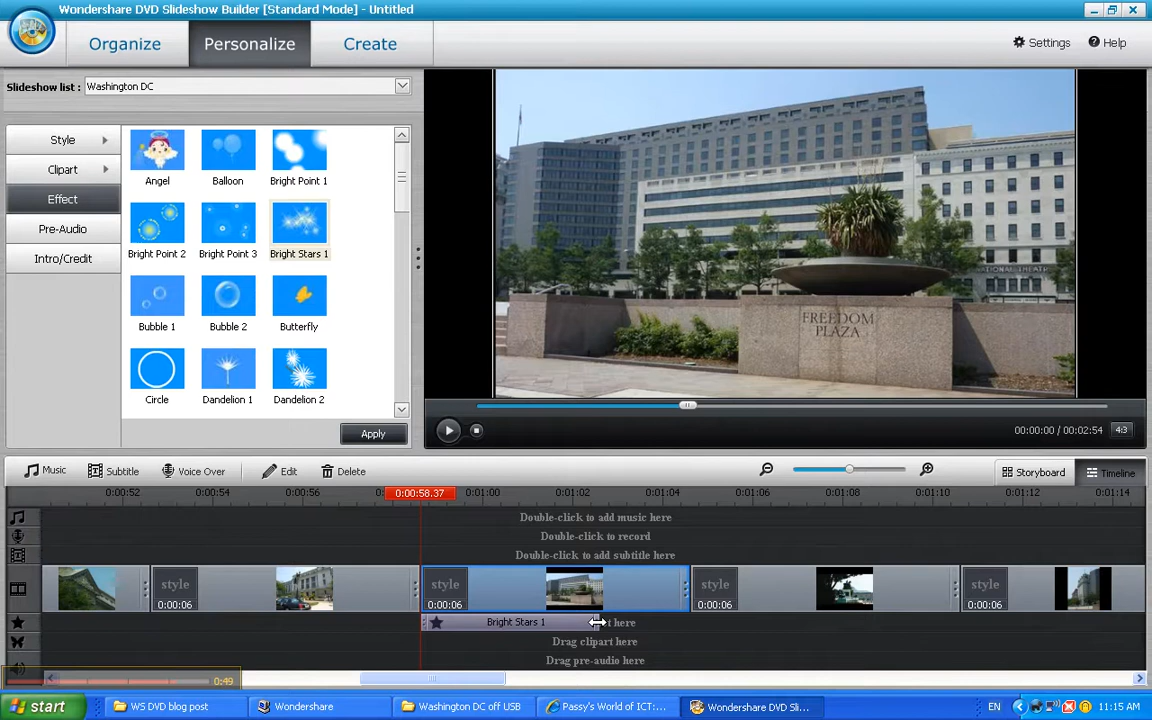 Wondershare DVD Slideshow Builder [Standard Mode] - Untitled
Organize
Personalize
Create
Settings
Help
Slideshow list :
Washington DC
Style
Clipart
Effect
Pre-Audio
Intro/Credit
Angel
Balloon
Bright Point 1
Bright Point 2
Bright Point 3
Bright Stars 1
Bubble 1
Bubble 2
Butterfly
Circle
Dandelion 1
Dandelion 2
Apply
NATIONAL THEATRE
FREEDOM
PLAZA
00:00:00 / 00:02:54
4:3
Music
Subtitle
Voice Over
Edit
Delete
Storyboard
Timeline
0:00:52
0:00:54
0:00:56
0:00:58.37
0:01:00
0:01:02
0:01:04
0:01:06
0:01:08
0:01:10
0:01:12
0:01:14
Double-click to add music here
Double-click to record
Double-click to add subtitle here
style
0:00:06
style
0:00:06
style
0:00:06
style
0:00:06
Bright Stars 1
t here
Drag clipart here
Drag pre-audio here
0:49
start
WS DVD blog post
Wondershare
Washington DC off USB
Passy's World of ICT:...
Wondershare DVD Sli...
EN
11:15 AM